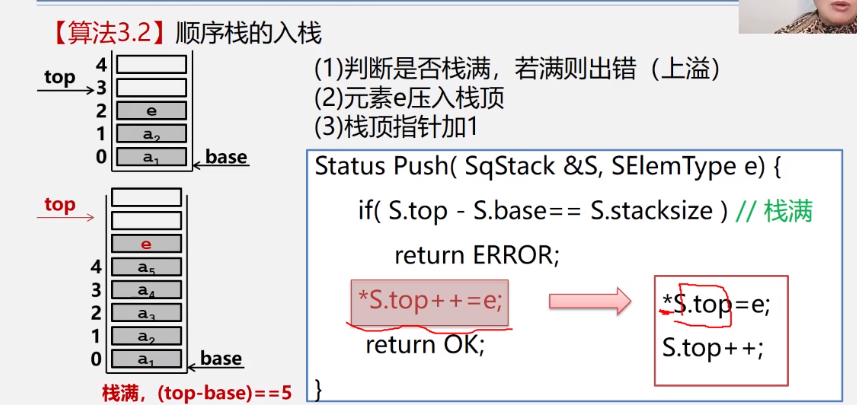 【算法3.2】顺序栈的入栈
4
top
3
2 e
1 a2
0 a1 base
top
e
4 a5
3 a4
2 a3
1 a2
0 a1 base
栈满，(top-base)==5
(1)判断是否栈满，若满则出错（上溢）
(2)元素e压入栈顶
(3)栈顶指针加1
Status Push( SqStack &S, SElemType e) {
if( S.top - S.base== S.stacksize ) // 栈满
return ERROR;
*S.top++=e;
return OK;
}
*S.top=e;
S.top++;